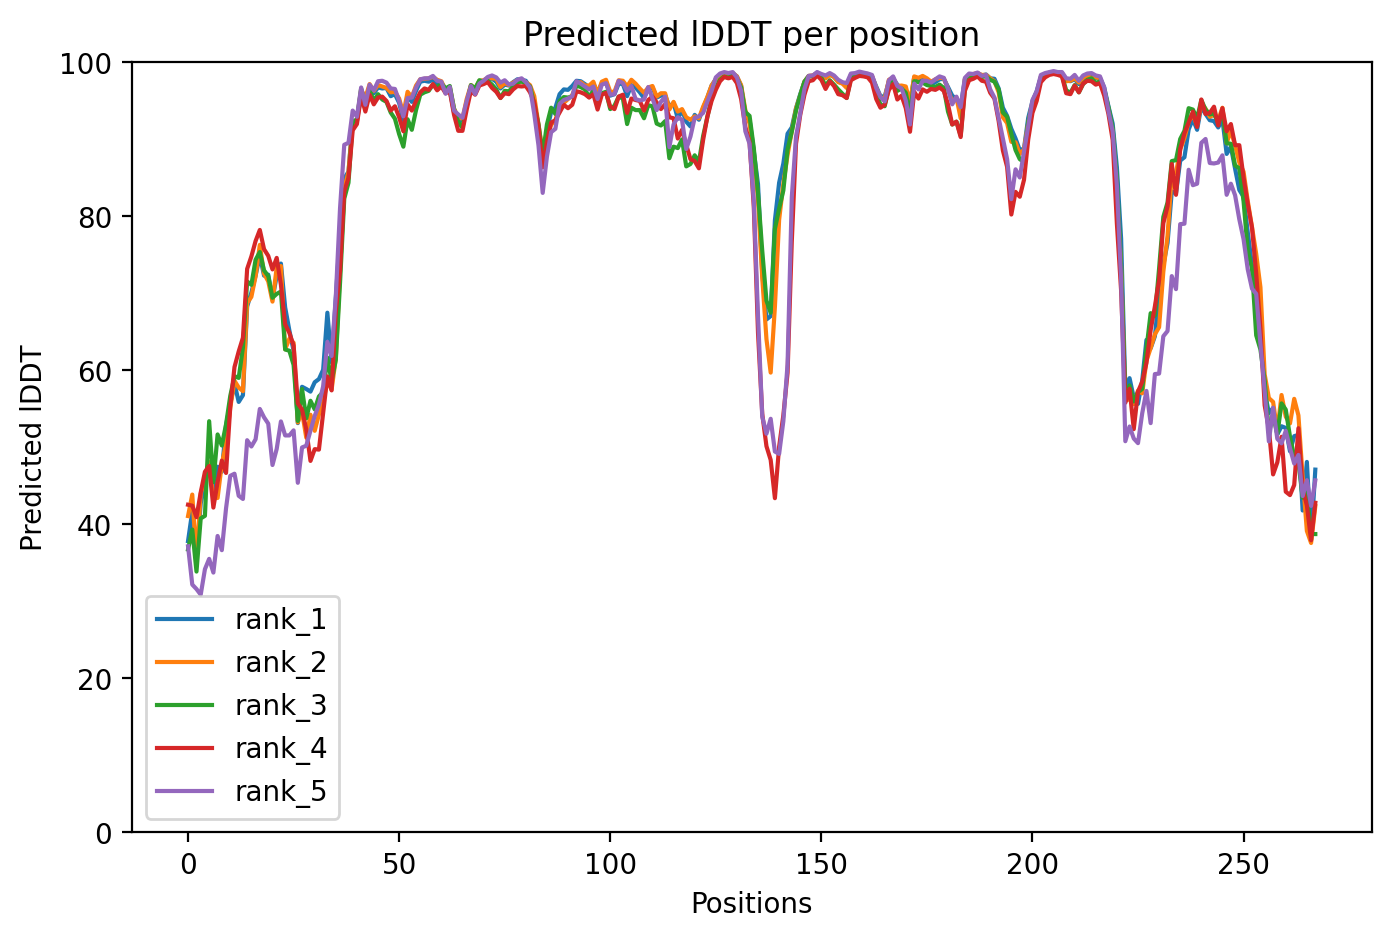 Predicted lDDT per position
Predicted lDDT
100
80
60
40
20
0
rank_1
rank_2
rank_3
rank_4
rank_5
0 50 100 150 200 250
Positions